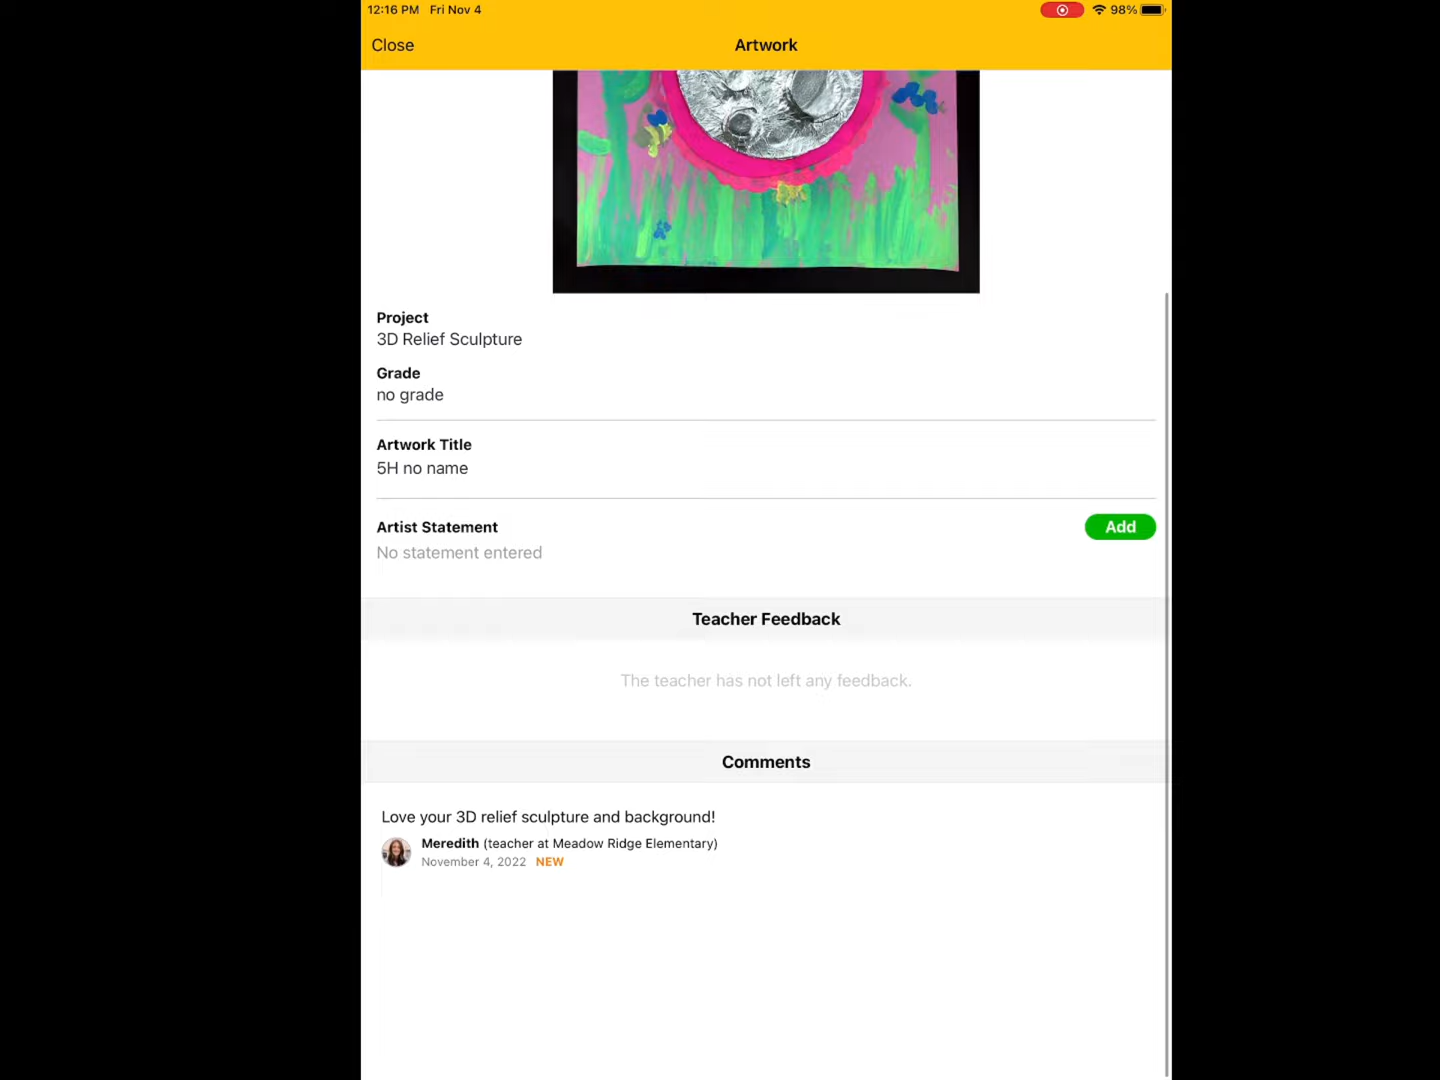 12:16 PM Fri Nov 4
98%
Close
Artwork
Project
3D Relief Sculpture
Grade
no grade
Artwork Title
5H no name
Artist Statement
Add
No statement entered
Teacher Feedback
The teacher has not left any feedback.
Comments
Love your 3D relief sculpture and background!
Meredith (teacher at Meadow Ridge Elementary)
November 4, 2022 NEW